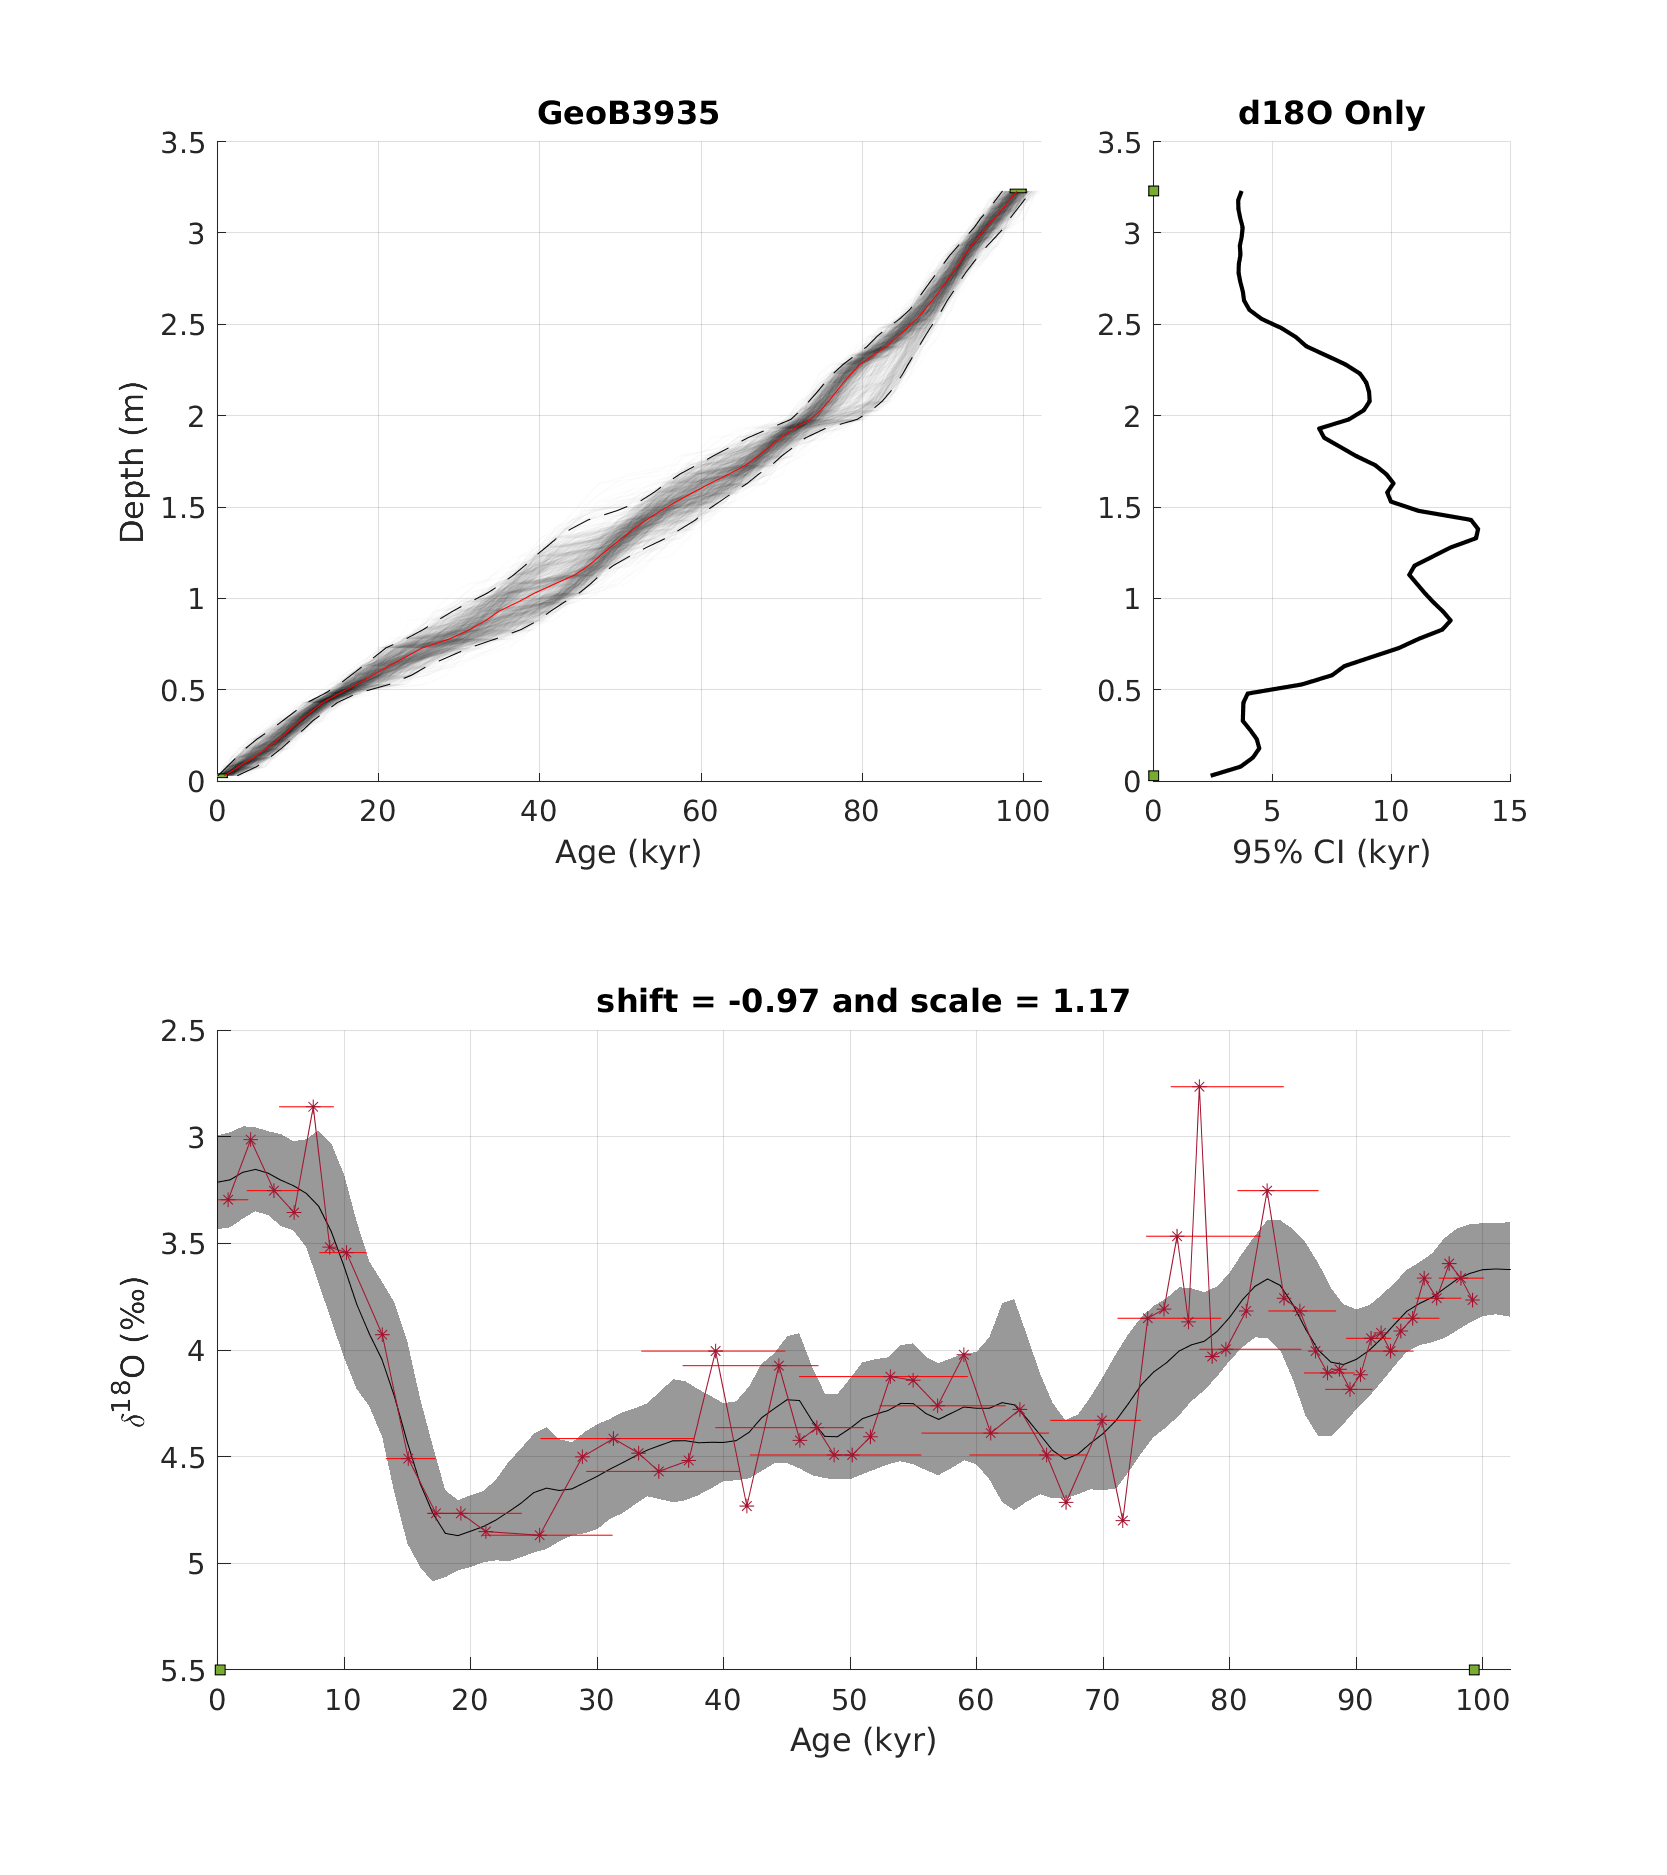 GeoB3935
3.5
3
2.5
2
1.5
1
0.5
0
Depth (m)
0 20 40 60 80 100
Age (kyr)
d18O Only
3.5
3
2.5
2
1.5
1
0.5
0
0 5 10 15
95% CI (kyr)
shift = -0.97 and scale = 1.17
2.5
3
3.5
4
4.5
5
5.5
δ18O (‰)
0 10 20 30 40 50 60 70 80 90 100
Age (kyr)